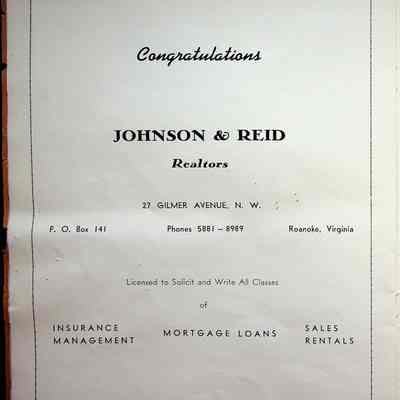 Congratulations
JOHNSON & REID
Realtors
27 GILMER AVENUE, N. W.
P. O. Box 141 Phones 5881 – 8989 Roanoke, Virginia
Licensed to Solicit and Write All Classes
of
INSURANCE MORTGAGE LOANS SALES
MANAGEMENT RENTALS